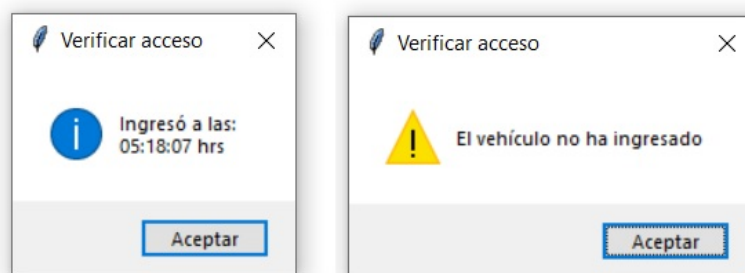 Verificar acceso
Ingresó a las:
05:18:07 hrs
Aceptar
Verificar acceso
El vehículo no ha ingresado
Aceptar